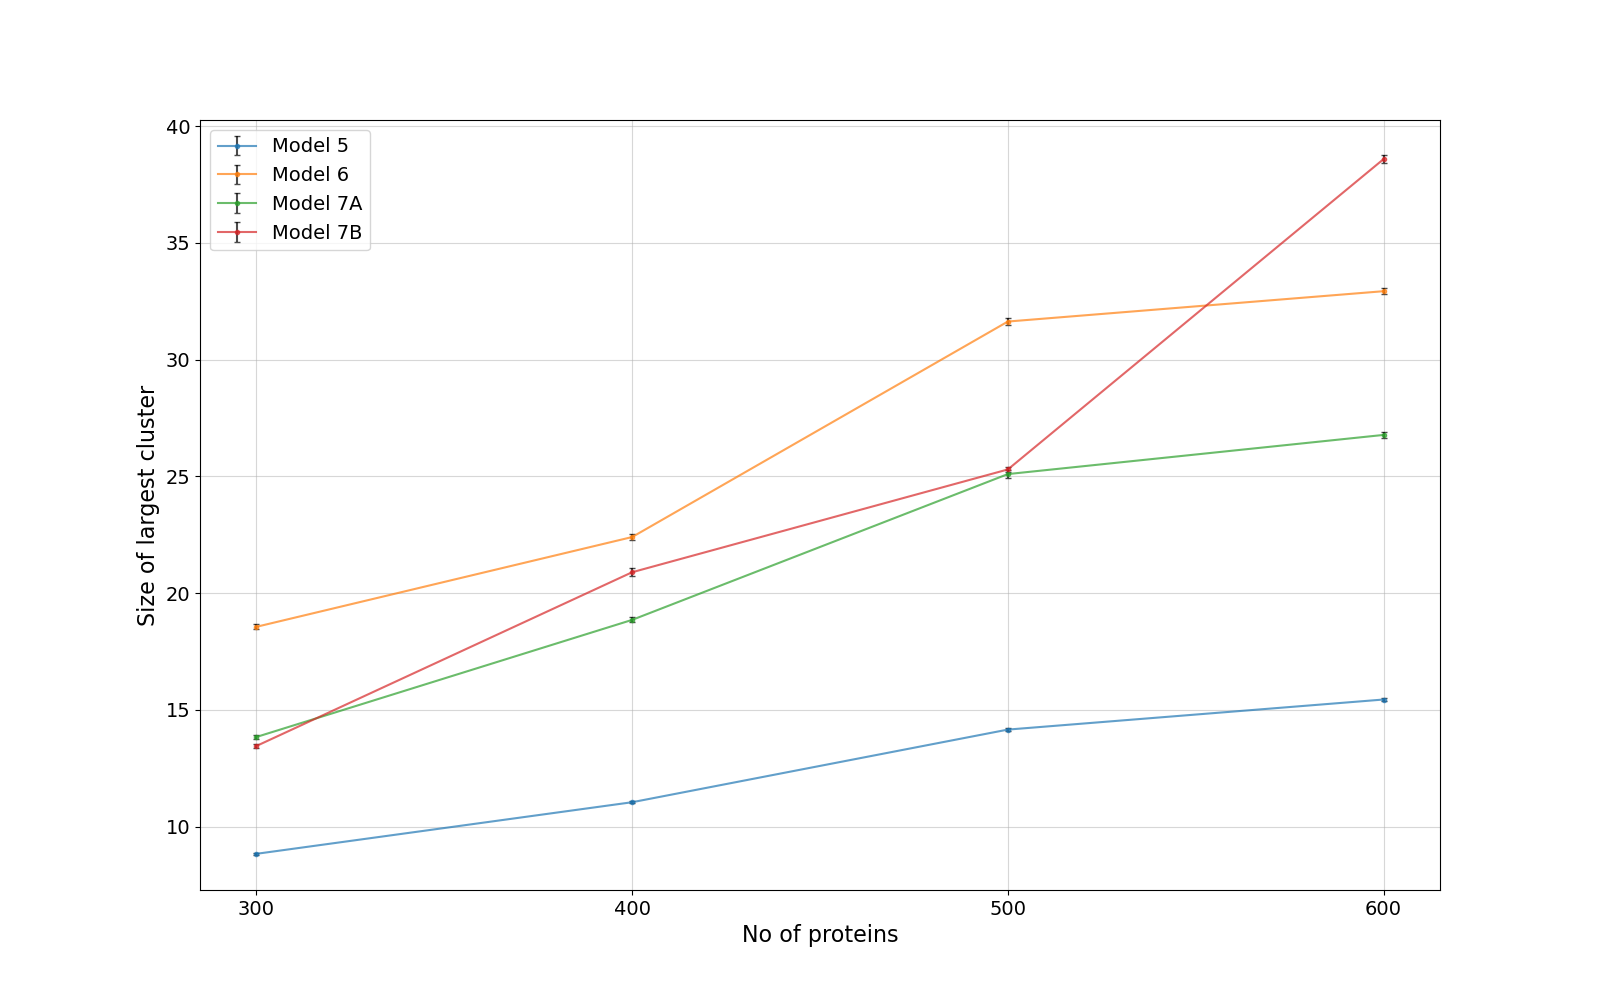 40
35
30
25
20
15
10
Size of largest cluster
Model 5
Model 6
Model 7A
Model 7B
300 400 500 600
No of proteins